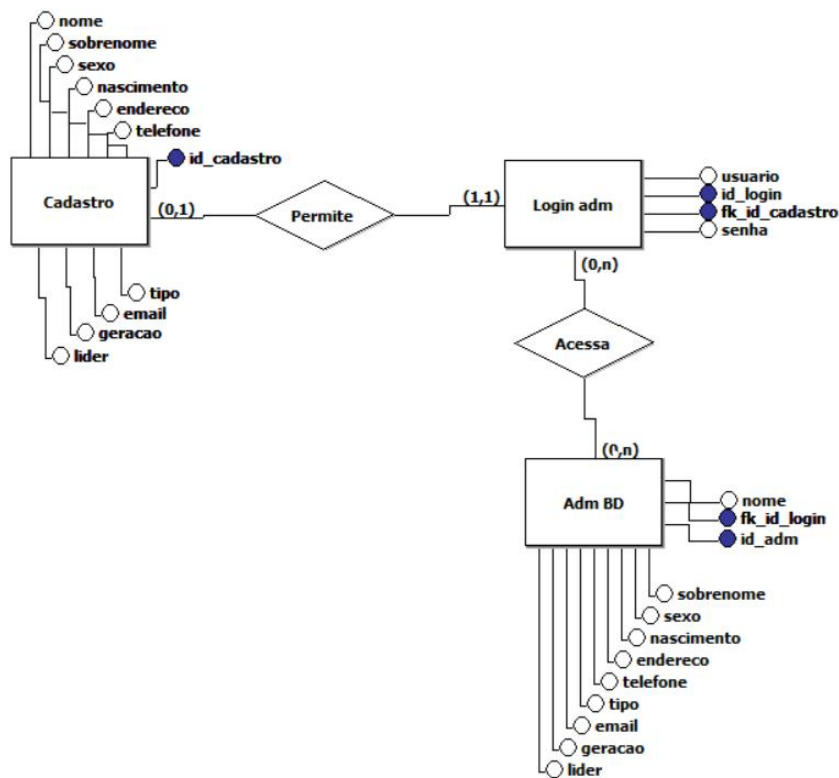 nome
sobrenome
sexo
nascimento
endereco
telefone
id_cadastro
Cadastro
(0,1)
Permite
(1,1)
Login adm
usuario
id_login
fk_id_cadastro
senha
tipo
email
geracao
lider
(0,n)
Acessa
(0,n)
Adm BD
nome
fk_id_login
id_adm
sobrenome
sexo
nascimento
endereco
telefone
tipo
email
geracao
lider